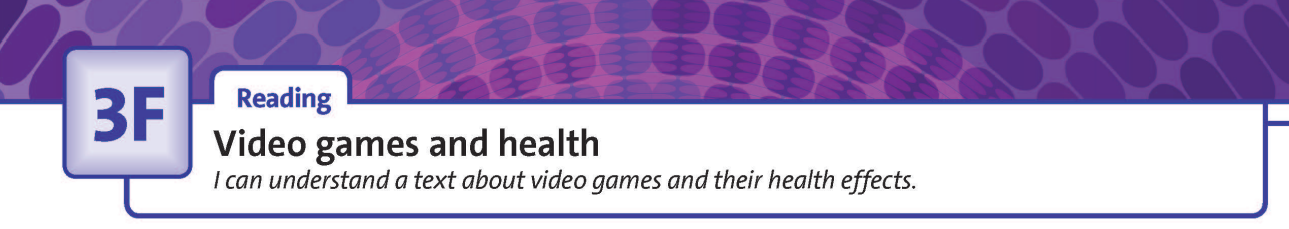 3F
Reading
Video games and health
I can understand a text about video games and their health effects.